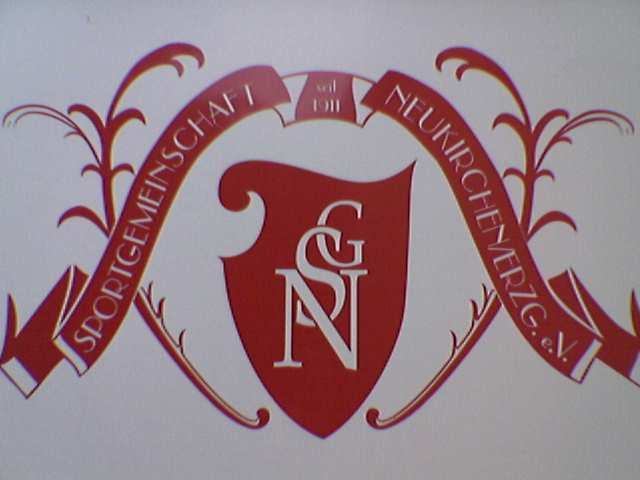 SPORTGEMEINSCHAFT
seit
1911
NEUKIRCHEN/ERZG. e.V.
SGN